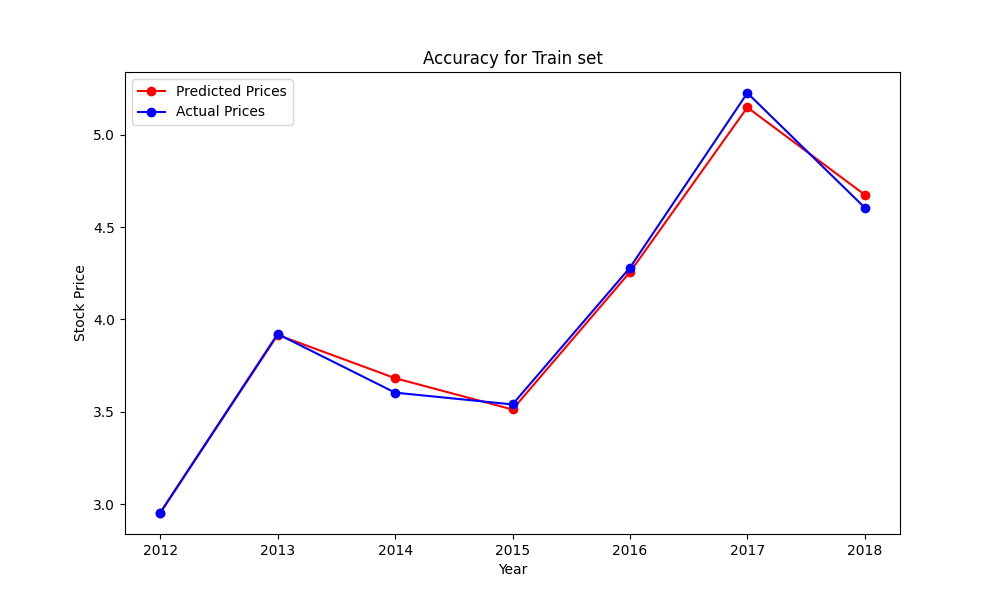 Accuracy for Train set
Predicted Prices
Actual Prices
5.0
4.5
4.0
3.5
3.0
Stock Price
2012 2013 2014 2015 2016 2017 2018
Year